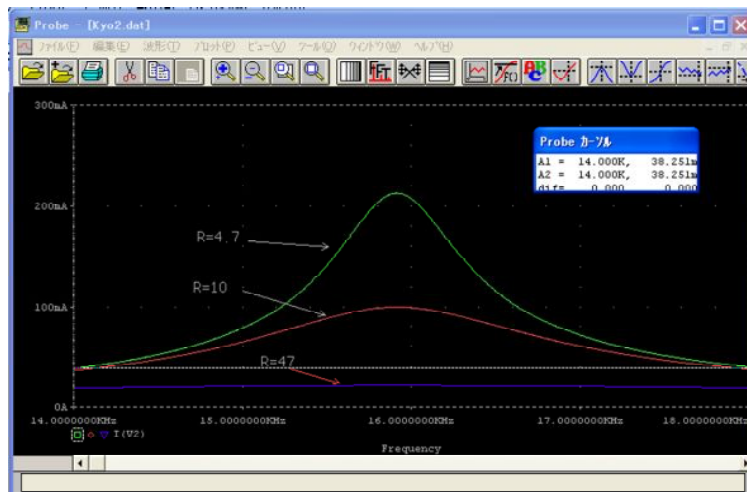 Probe - [Kyo2.dat]
ファイル(F) 編集(E) 波形(T) プロット(P) ビュー(V) ツール(Q) ウィンドウ(W) ヘルプ(H)
300mA
Probe カーソル
A1 = 14.000K, 38.251m
A2 = 14.000K, 38.251m
dif= 0.000 0.000
200mA
R=4.7
R=10
100mA
R=47
0A
14.0000000KHz 15.0000000KHz 16.0000000KHz 17.0000000KHz 18.0000000KHz
I(V2)
Frequency